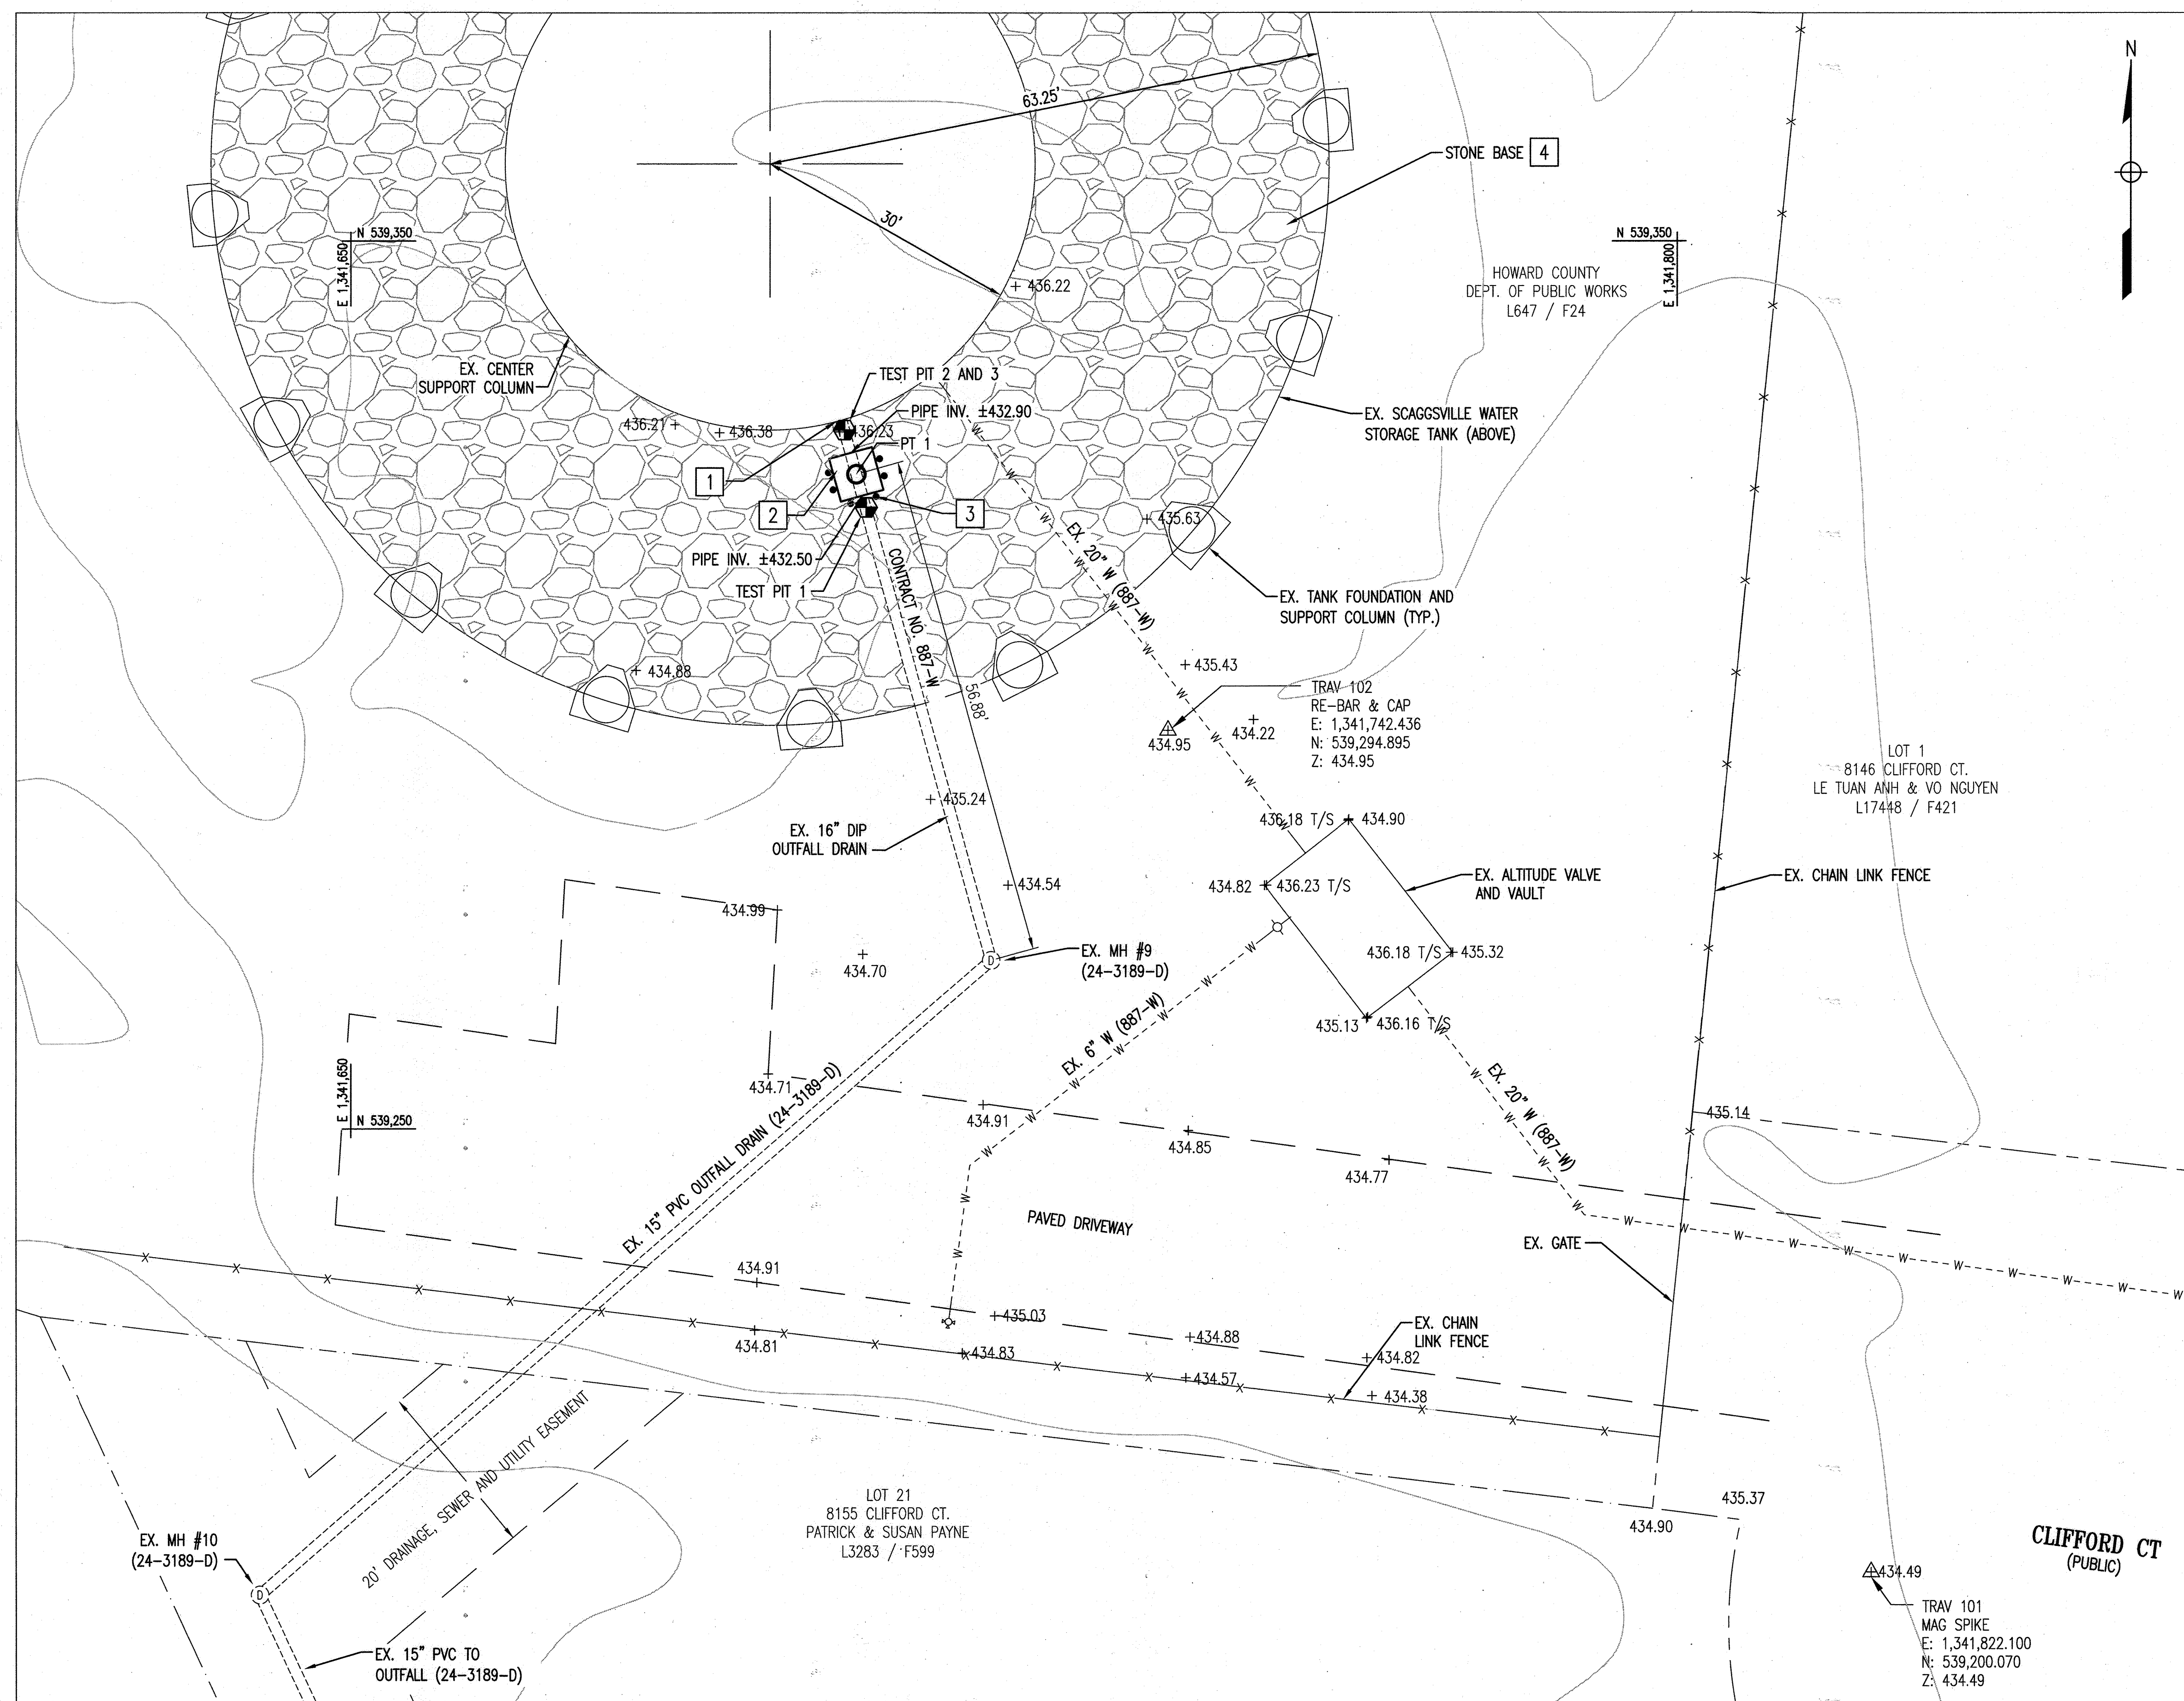 N
63.25'
STONE BASE 4
30'
N 539,350
E 1,341,650
N 539,350
E 1,341,800
HOWARD COUNTY
DEPT. OF PUBLIC WORKS
L647 / F24
436.22
EX. CENTER
SUPPORT COLUMN
TEST PIT 2 AND 3
PIPE INV. ±432.90
436.21
436.38
436.23
PT 1
EX. SCAGGSVILLE WATER
STORAGE TANK (ABOVE)
1
2
3
435.63
PIPE INV. ±432.50
TEST PIT 1
CONTRACT NO. 887-W
EX. 20" W (887-W)
EX. TANK FOUNDATION AND
SUPPORT COLUMN (TYP.)
434.88
56.88'
435.43
TRAV 102
RE-BAR & CAP
E: 1,341,742.436
N: 539,294.895
Z: 434.95
434.95
434.22
LOT 1
8146 CLIFFORD CT.
LE TUAN ANH & VO NGUYEN
L17448 / F421
435.24
EX. 16" DIP
OUTFALL DRAIN
436.18 T/S
434.90
434.54
434.82
436.23 T/S
EX. ALTITUDE VALVE
AND VAULT
EX. CHAIN LINK FENCE
434.99
434.70
EX. MH #9
(24-3189-D)
436.18 T/S
435.32
435.13
436.16 T/S
EX. 6" W (887-W)
E 1,341,650
N 539,250
434.71
434.91
434.85
434.77
EX. 20" W (887-W)
435.14
EX. 15" PVC OUTFALL DRAIN (24-3189-D)
PAVED DRIVEWAY
EX. GATE
434.91
435.03
434.81
434.83
434.88
434.57
434.82
434.38
EX. CHAIN
LINK FENCE
20' DRAINAGE, SEWER AND UTILITY EASEMENT
LOT 21
8155 CLIFFORD CT.
PATRICK & SUSAN PAYNE
L3283 / F599
435.37
434.90
EX. MH #10
(24-3189-D)
CLIFFORD CT
(PUBLIC)
434.49
TRAV 101
MAG SPIKE
E: 1,341,822.100
N: 539,200.070
Z: 434.49
EX. 15" PVC TO
OUTFALL (24-3189-D)